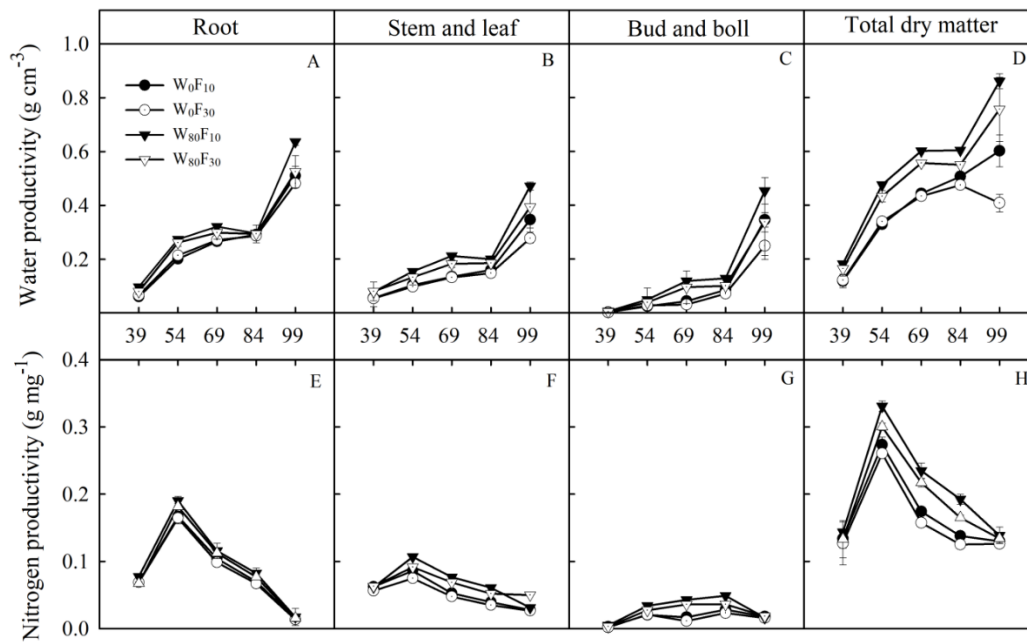 Root Stem and leaf Bud and boll Total dry matter
Water productivity (g cm⁻³)
1.0
0.8
0.6
0.4
0.2
A
B
C
D
W₀F₁₀
W₀F₃₀
W₈₀F₁₀
W₈₀F₃₀
39 54 69 84 99 39 54 69 84 99 39 54 69 84 99 39 54 69 84 99
Nitrogen productivity (g mg⁻¹)
0.4
0.3
0.2
0.1
0.0
E
F
G
H